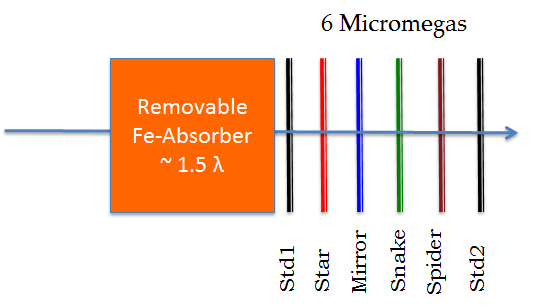 6 Micromegas
Removable
Fe-Absorber
~ 1.5 λ
Std1
Star
Mirror
Snake
Spider
Std2